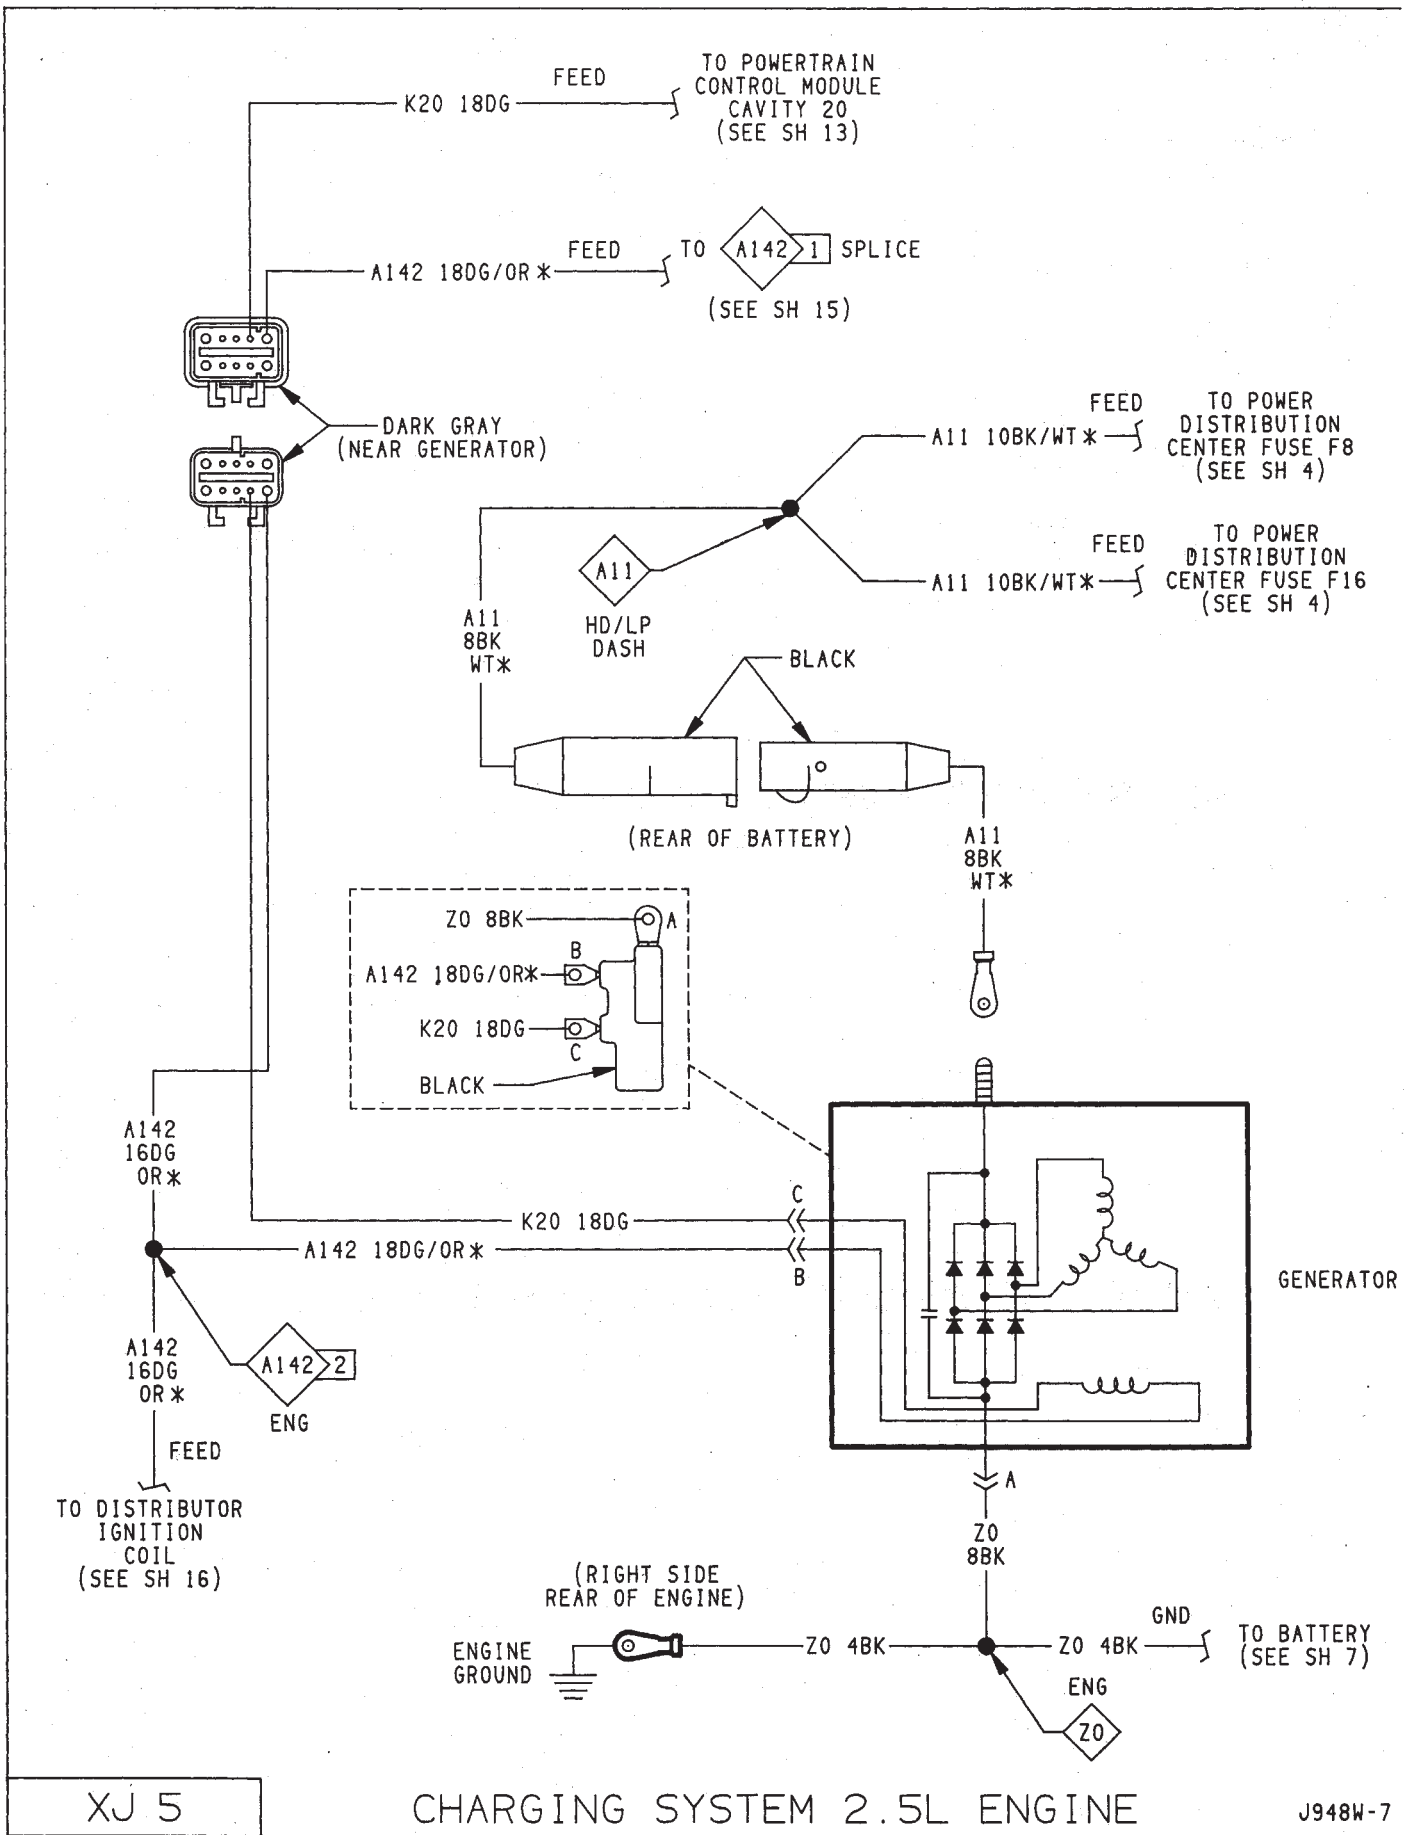 FEED
K20 18DG
TO POWERTRAIN
CONTROL MODULE
CAVITY 20
(SEE SH 13)
FEED
A142 18DG/OR*
TO
A142
1
SPLICE
(SEE SH 15)
DARK GRAY
(NEAR GENERATOR)
FEED
A11 10BK/WT*
TO POWER
DISTRIBUTION
CENTER FUSE F8
(SEE SH 4)
FEED
A11 10BK/WT*
TO POWER
DISTRIBUTION
CENTER FUSE F16
(SEE SH 4)
A11
HD/LP
DASH
A11
8BK
WT*
BLACK
(REAR OF BATTERY)
A11
8BK
WT*
Z0 8BK
A
B
A142 18DG/OR*
K20 18DG
C
BLACK
A142
16DG
OR*
C
K20 18DG
A142 18DG/OR*
B
GENERATOR
A142
16DG
OR*
A142
2
ENG
FEED
TO DISTRIBUTOR
IGNITION
COIL
(SEE SH 16)
A
Z0
8BK
(RIGHT SIDE
REAR OF ENGINE)
ENGINE
GROUND
Z0 4BK
Z0 4BK
GND
TO BATTERY
(SEE SH 7)
ENG
Z0
XJ 5
CHARGING SYSTEM 2.5L ENGINE
J948W-7